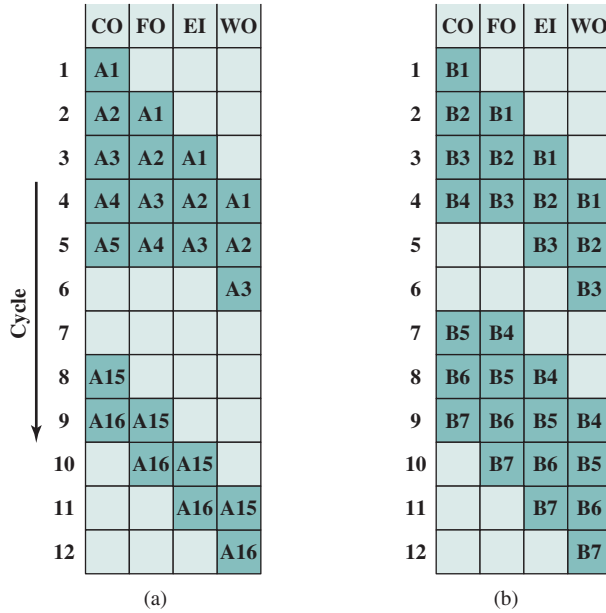 CO FO EI WO CO FO EI WO
1 A1 1 B1
2 A2 A1 2 B2 B1
3 A3 A2 A1 3 B3 B2 B1
4 A4 A3 A2 A1 4 B4 B3 B2 B1
5 A5 A4 A3 A2 5 B3 B2
6 A3 6 B3
Cycle
7 7 B5 B4
8 A15 8 B6 B5 B4
9 A16 A15 9 B7 B6 B5 B4
10 A16 A15 10 B7 B6 B5
11 A16 A15 11 B7 B6
12 A16 12 B7
(a) (b)